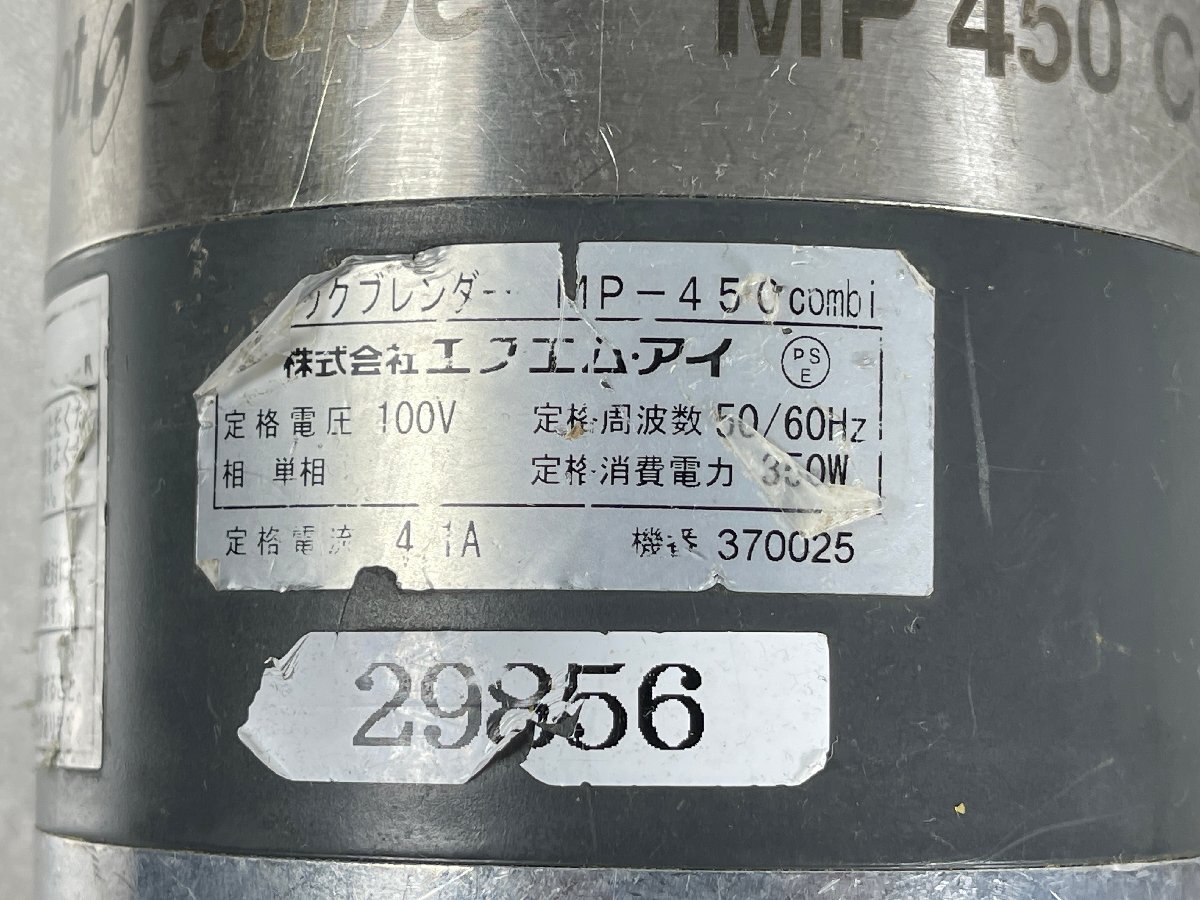 coupe MP 450
ックブレンダー MP-450combi
株式会社エフエム・アイ PSE
定格電圧 100V 定格周波数 50/60Hz
相 単相 定格消費電力 350W
定格電流 4.1A 機番 370025
29856